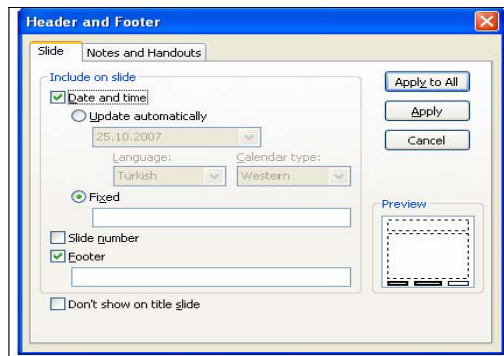 Header and Footer
Slide
Notes and Handouts
Include on slide
Date and time
Update automatically
25.10.2007
Language:
Calendar type:
Turkish
Western
Fixed
Slide number
Footer
Don't show on title slide
Apply to All
Apply
Cancel
Preview